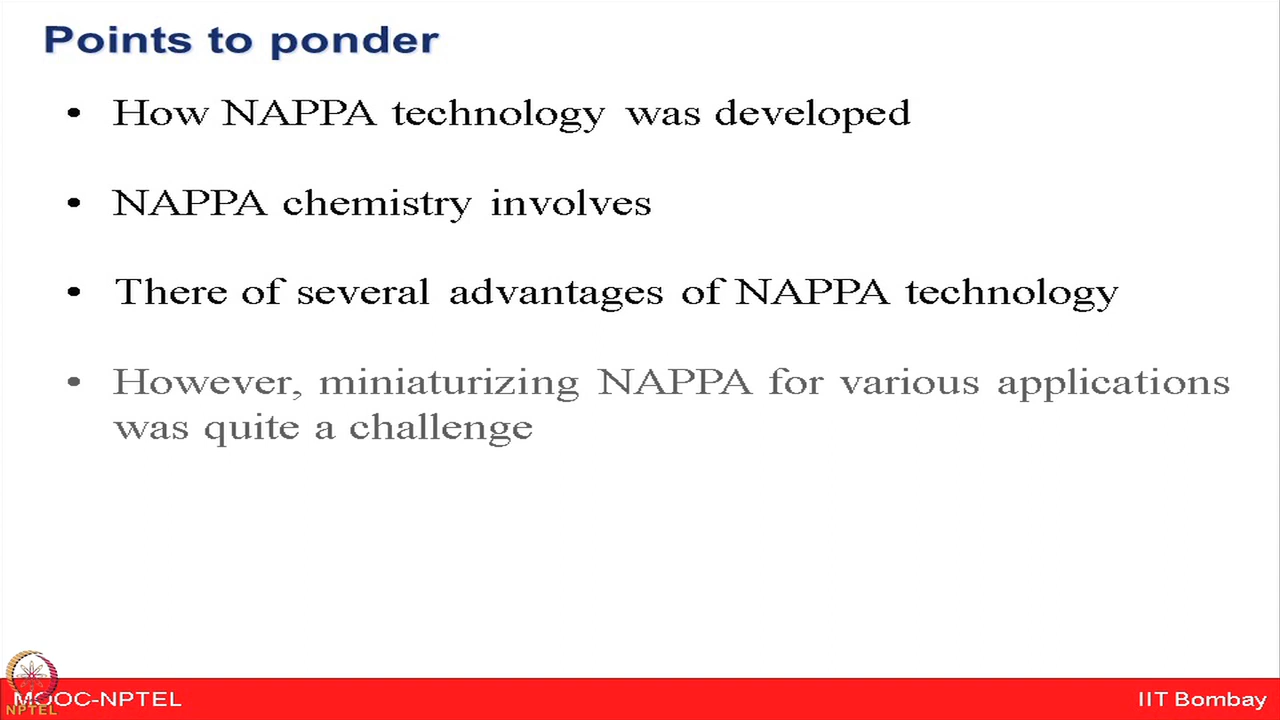 Points to ponder
• How NAPPA technology was developed
• NAPPA chemistry involves
• There of several advantages of NAPPA technology
• However, miniaturizing NAPPA for various applications
was quite a challenge
MOOC-NPTEL
NPTEL
IIT Bombay